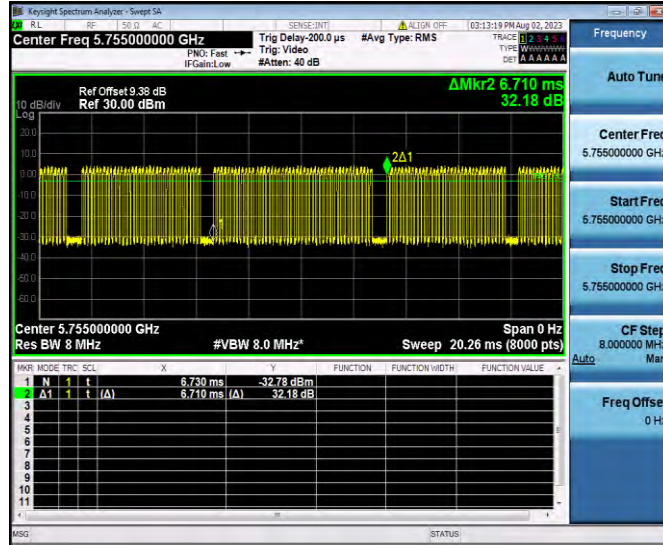 Keysight Spectrum Analyzer - Swept SA
RL RF 50 Ω AC SENSE:INT ALIGN OFF 03:13:19 PM Aug 02, 2023
Center Freq 5.755000000 GHz
PNO: Fast
IFGain:Low
Trig Delay-200.0 µs
Trig: Video
#Atten: 40 dB
#Avg Type: RMS
TRACE 1 2 3 4 5 6
TYPE W
DET A A A A A A
Frequency
Ref Offset 9.38 dB
Ref 30.00 dBm
10 dB/div
Log
ΔMkr2 6.710 ms
32.18 dB
20.0
10.0
0.00
-10.0
-20.0
-30.0
-40.0
-50.0
-60.0
2Δ1
Center 5.755000000 GHz
Span 0 Hz
Res BW 8 MHz
#VBW 8.0 MHz*
Sweep 20.26 ms (8000 pts)
MKR MODE TRC SCL X Y FUNCTION FUNCTION WIDTH FUNCTION VALUE
1 N 1 t 6.730 ms -32.78 dBm
2 Δ1 1 t (Δ) 6.710 ms (Δ) 32.18 dB
3
4
5
6
7
8
9
10
11
MSG
STATUS
Auto Tune
Center Freq
5.755000000 GHz
Start Freq
5.755000000 GHz
Stop Freq
5.755000000 GHz
CF Step
8.000000 MHz
Auto Man
Freq Offset
0 Hz